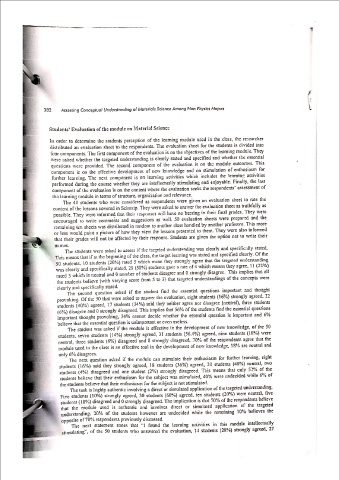 302 Assessing Conceptual Understanding of Materials Science Among Non Physics Majors
Students' Evaluation of the module on Material Science
In order to determine the students perception of the learning module used in the class, the researcher
distributed an evaluation sheet to the respondents. The evaluation sheet for the students is divided into
four components. The first component of the evaluation is on the objectives of the learning module. They
were asked whether the targeted understanding is clearly stated and specified and whether the essential
questions were provided. The second component of the evaluation is on the module outcomes. This
component is on the effective development of new knowledge and on stimulation of enthusiasm for
further learning. The next component is on learning activities which includes the learning activities
performed during the course whether they are intellectually stimulating and enjoyable. Finally, the last
component of the evaluation is on the content where the evaluation seeks the respondents' assessment of
the learning module in terms of structure, organization and relevance.
The students who were considered as respondents were given an evaluation sheet to rate the
content of the lessons covered in Science. They were asked to answer the evaluation sheet as truthfully as
possible. They were informed that their responses will have no bearing in their final grades. They were
encouraged to write comments and suggestions as well. 50 evaluation sheets were prepared and the
remaining ten sheets was distributed in random to another class handled by another professor. This more
or less would paint a picture of how they view the lessons presented to them. They were also informed
that their grades will not be affected by their responses. Students are given the option not to write their
names.
The students were asked to assess if the targeted understanding was clearly and specifically stated.
This means that if at the beginning of the class, the target learning was stated and specified clearly. Of the
50 students, 10 students (20%) rated 5 which mean they strongly agree that the targeted understanding
was clearly and specifically stated, 25 (50%) students gave a rate of 4 which means they agree,
rated 3 which is neutral and 0 number of students disagree and 0 strongly disagree. This implies that all
the students believe (with varying score from 5 to 3) that targeted understandings of the concepts were
clearly and specifically stated.
The second question asked if the student find the essential questions important and thought
provoking. Of the 50 that were asked to answer the evaluation, eight students (16%) strongly agreed, 22
students (40%) agreed, 17 students (34%) said they neither agree nor disagree (neutral), three students
(6%) disagree and 0 strongly disagreed. This implies that 56% of the students find the essential questions
important thought provoking, 34% cannot decide whether the essential question is important and 6%
believe that the essential question is unimportant or even useless.
The student was asked if the module is effective in the development of new knowledge, of the 50
students, seven students (14%) strongly agreed, students agreed, nine students (18%) were
neutral, three students (6%) disagreed and 0 strongly disagreed. 70% of the respondent agree that the
module used in the class is an effective tool in the development of new knowledge, 18% are neutral and
only 6% disagrees.
The next question asked if the module can stimulate their enthusiasm for further learning, eight
students (16%) said they strongly agreed, 18 students (36%) agreed, 20 students (40%) neutral, two
students (4%) disagreed and one student (2%) strongly disagreed. This means that only 52% of the
students believe that their enthusiasm for the subject was stimulated, 40% were undecided while 6% of
the students believe that their enthusiasm for the subject is not stimulated.
The task is highly authentic involving a direct or simulated application of the targeted understanding.
Five students (10%) strongly agreed, 30 students (60%) agreed, ten students (20%) were neutral, five
students (10%) disagreed and 0 strongly disagreed. The implication is that 70% of the respondents believe
that the module used is authentic and involves direct or simulated application of the targeted
understanding, 20% of the students however are undecided while the remaining 10% believes the
opposite of 70% respondents previously discussed.
The next statement states that "I found the learning activities in this module intellectually
stimulating", of the 50 students who answered the evaluation, 14 students (28%) strongly agreed, 27